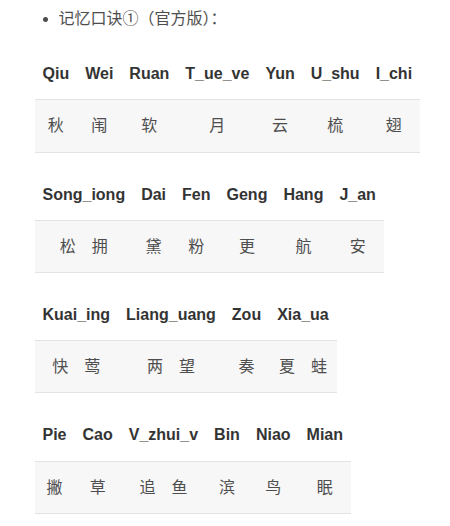 • 记忆口诀①（官方版）：
Qiu Wei Ruan T_ue_ve Yun U_shu I_chi
秋 闱 软 月 云 梳 翅
Song_iong Dai Fen Geng Hang J_an
松 拥 黛 粉 更 航 安
Kuai_ing Liang_uang Zou Xia_ua
快 莺 两 望 奏 夏 蛙
Pie Cao V_zhui_v Bin Niao Mian
撇 草 追 鱼 滨 鸟 眠